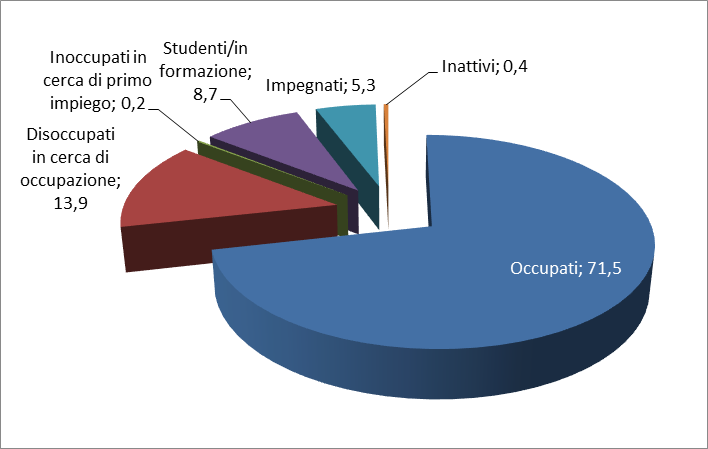 Inoccupati in
cerca di primo
impiego; 0,2
Studenti/in
formazione;
8,7
Impegnati; 5,3
Inattivi; 0,4
Disoccupati
in cerca di
occupazione;
13,9
Occupati; 71,5